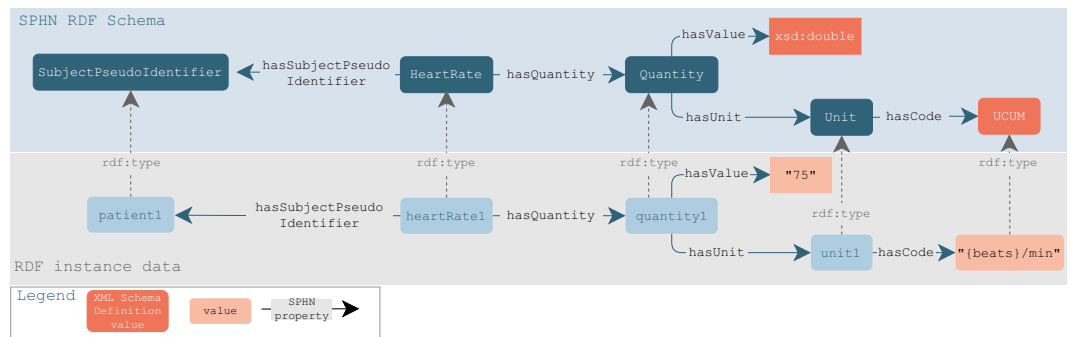 SPHN RDF Schema
hasValue
xsd:double
SubjectPseudoIdentifier
hasSubjectPseudo
Identifier
HeartRate
hasQuantity
Quantity
hasUnit
Unit
hasCode
UCUM
rdf:type
rdf:type
rdf:type
rdf:type
hasValue
"75"
patient1
hasSubjectPseudo
Identifier
heartRate1
hasQuantity
quantity1
rdf:type
hasUnit
unit1
hasCode
"{beats}/min"
RDF instance data
Legend
XML Schema
Definition
value
value
SPHN
property